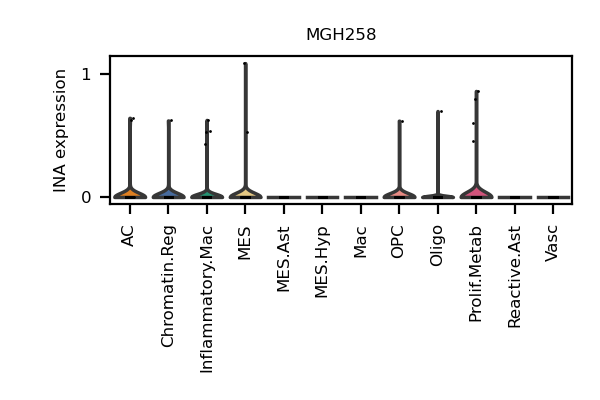 MGH258
INA expression
1
0
AC
Chromatin.Reg
Inflammatory.Mac
MES
MES.Ast
MES.Hyp
Mac
OPC
Oligo
Prolif.Metab
Reactive.Ast
Vasc